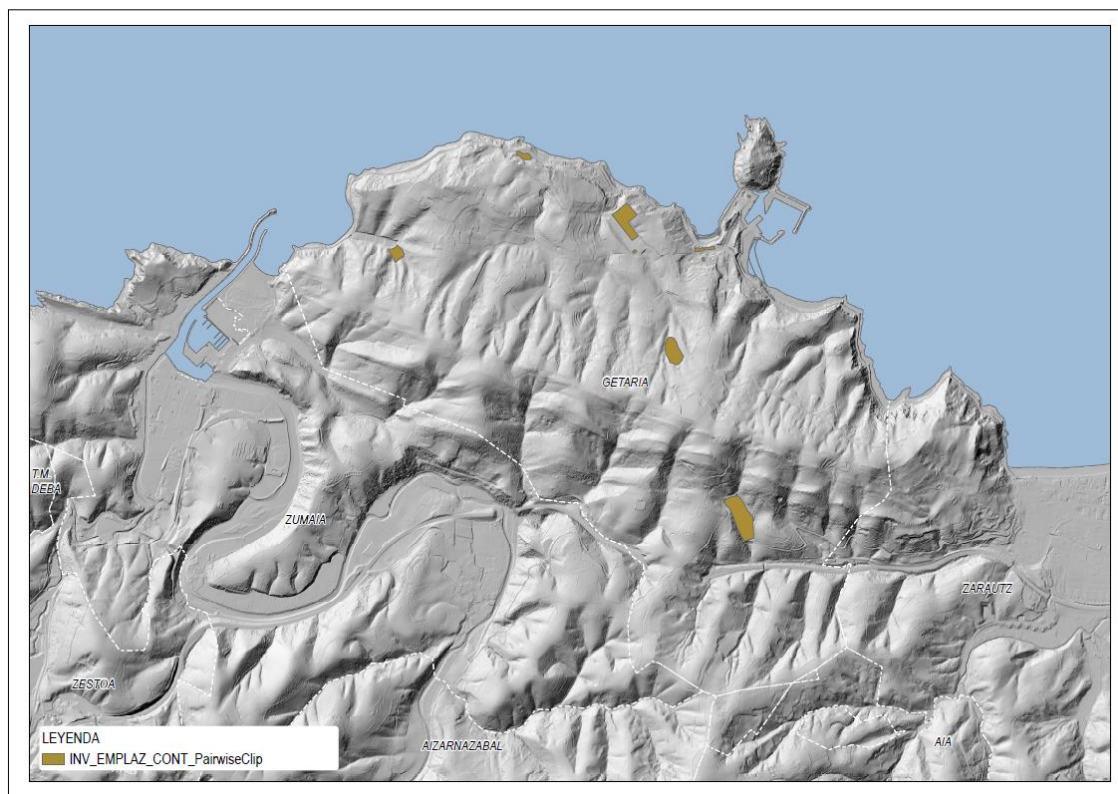 GETARIA
T.M.
DEBA
ZUMAIA
ZARAUTZ
ZESTOA
AIZARNAZABAL
AIA
LEYENDA
INV_EMPLAZ_CONT_PairwiseClip